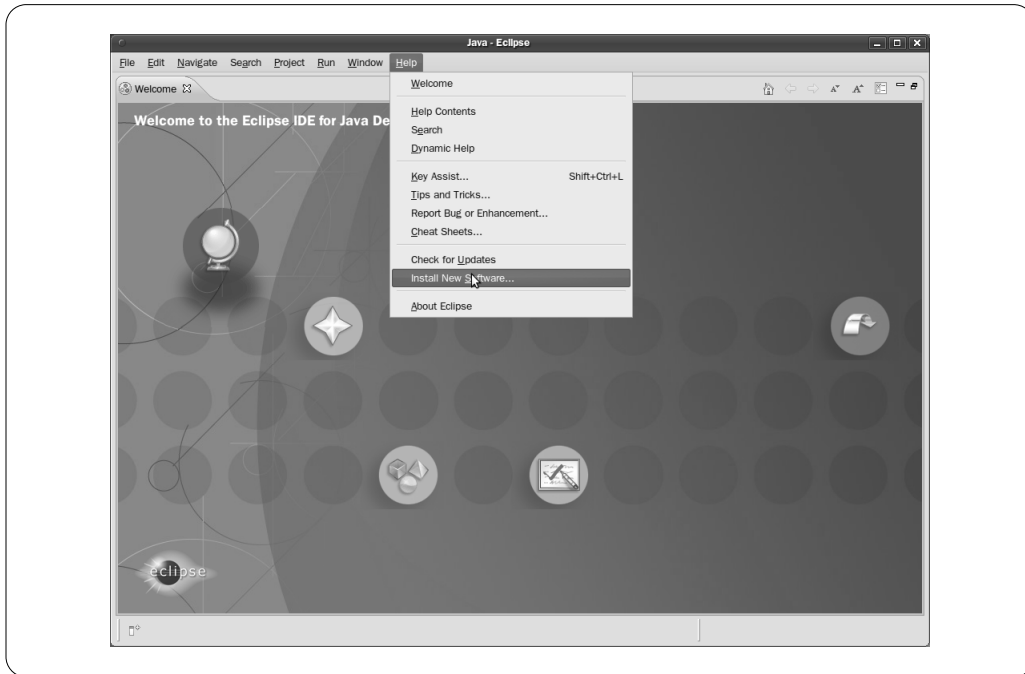 Java - Eclipse
File Edit Navigate Search Project Run Window Help
Welcome
Welcome to the Eclipse IDE for Java De
Welcome
Help Contents
Search
Dynamic Help
Key Assist... Shift+Ctrl+L
Tips and Tricks...
Report Bug or Enhancement...
Cheat Sheets...
Check for Updates
Install New Software...
About Eclipse
eclipse